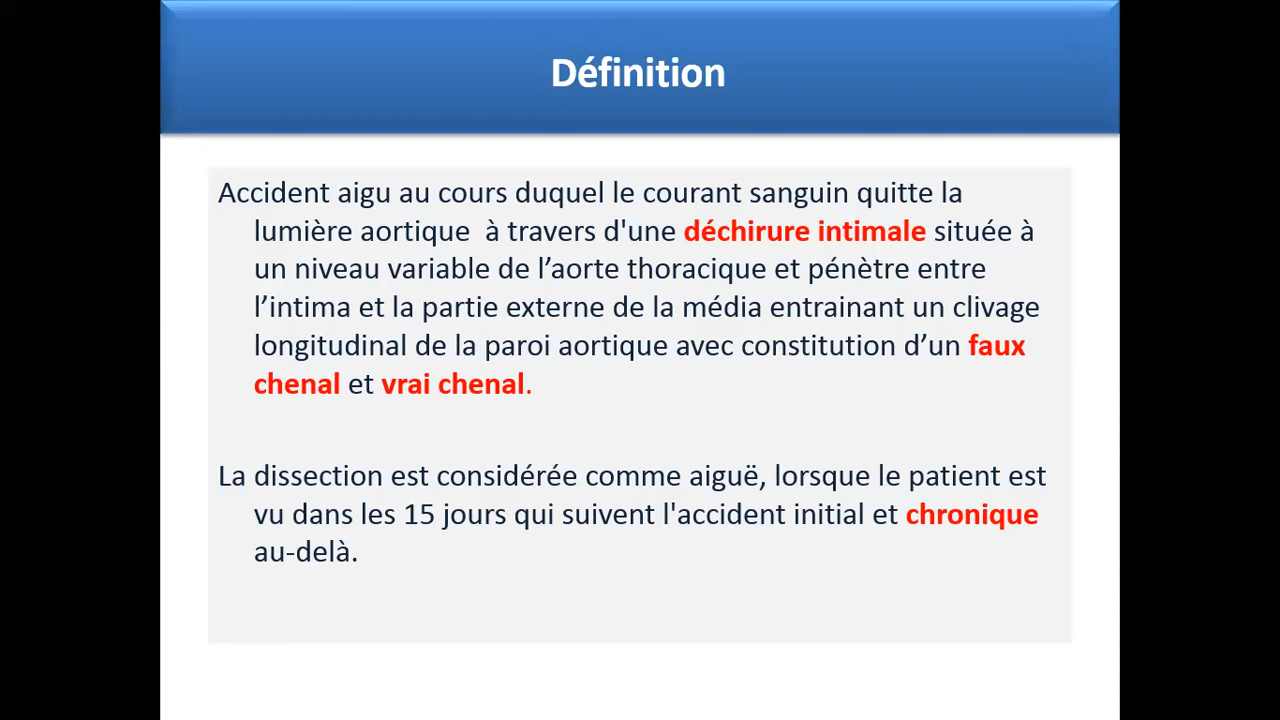 Définition
Accident aigu au cours duquel le courant sanguin quitte la
lumière aortique  à travers d'une déchirure intimale située à
un niveau variable de l’aorte thoracique et pénètre entre
l’intima et la partie externe de la média entrainant un clivage
longitudinal de la paroi aortique avec constitution d’un faux
chenal et vrai chenal.
La dissection est considérée comme aiguë, lorsque le patient est
vu dans les 15 jours qui suivent l'accident initial et chronique
au-delà.